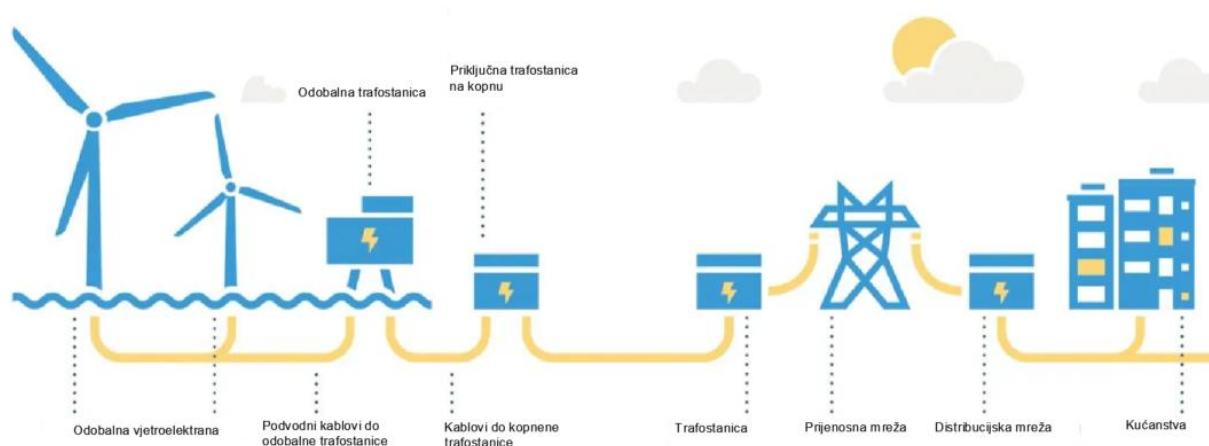 Odobalna trafostanica
Priključna trafostanica
na kopnu
Odobalna vjetroelektrana
Podvodni kablovi do
odobalne trafostanice
Kablovi do kopnene
trafostanice
Trafostanica
Prijenosna mreža
Distribucijska mreža
Kućanstva